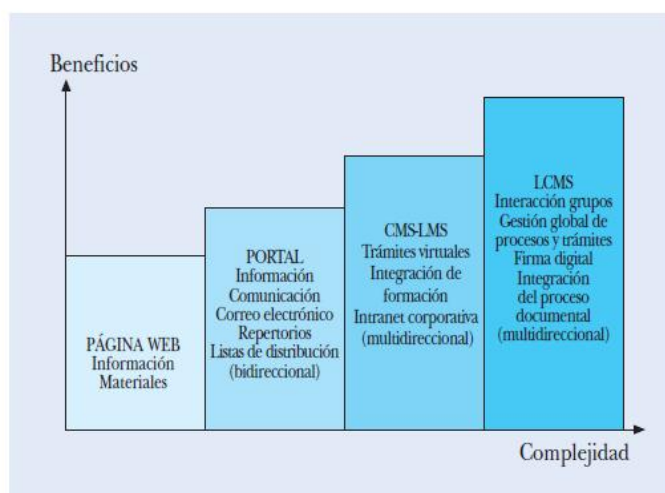 Beneficios
PÁGINA WEB
Información
Materiales
PORTAL
Información
Comunicación
Correo electrónico
Repertorios
Listas de distribución
(bidireccional)
CMS-LMS
Trámites virtuales
Integración de
formación
Intranet corporativa
(multidireccional)
LCMS
Interacción grupos
Gestión global de
procesos y trámites
Firma digital
Integración
del proceso
documental
(multidireccional)
Complejidad